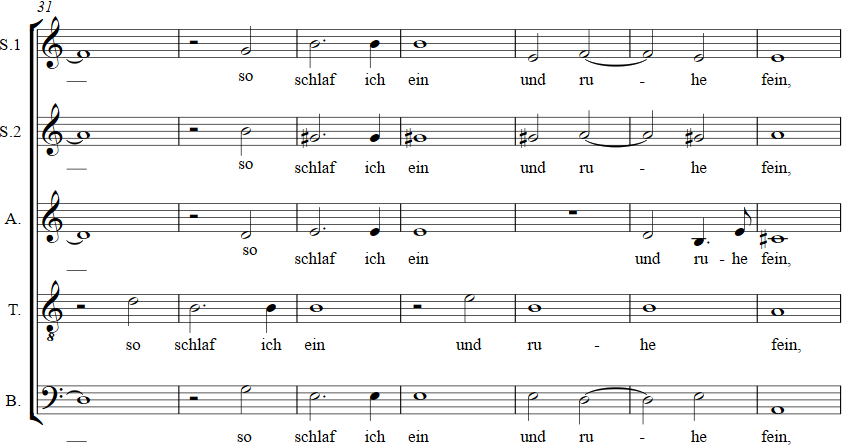 31
S.1
so schlaf ich ein und ru - he fein,
S.2
so schlaf ich ein und ru - he fein,
A.
so schlaf ich ein und ru - he fein,
T.
8
so schlaf ich ein und ru - he fein,
B.
so schlaf ich ein und ru - he fein,